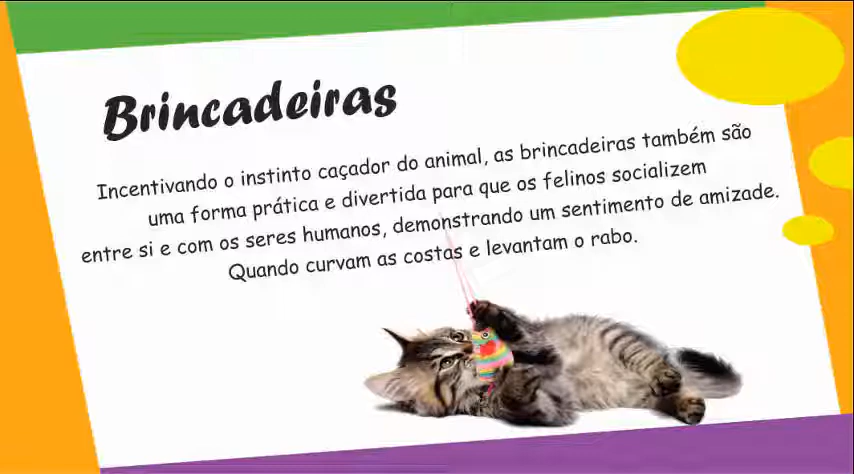 Brincadeiras
Incentivando o instinto caçador do animal, as brincadeiras também são
uma forma prática e divertida para que os felinos socializem
entre si e com os seres humanos, demonstrando um sentimento de amizade.
Quando curvam as costas e levantam o rabo.